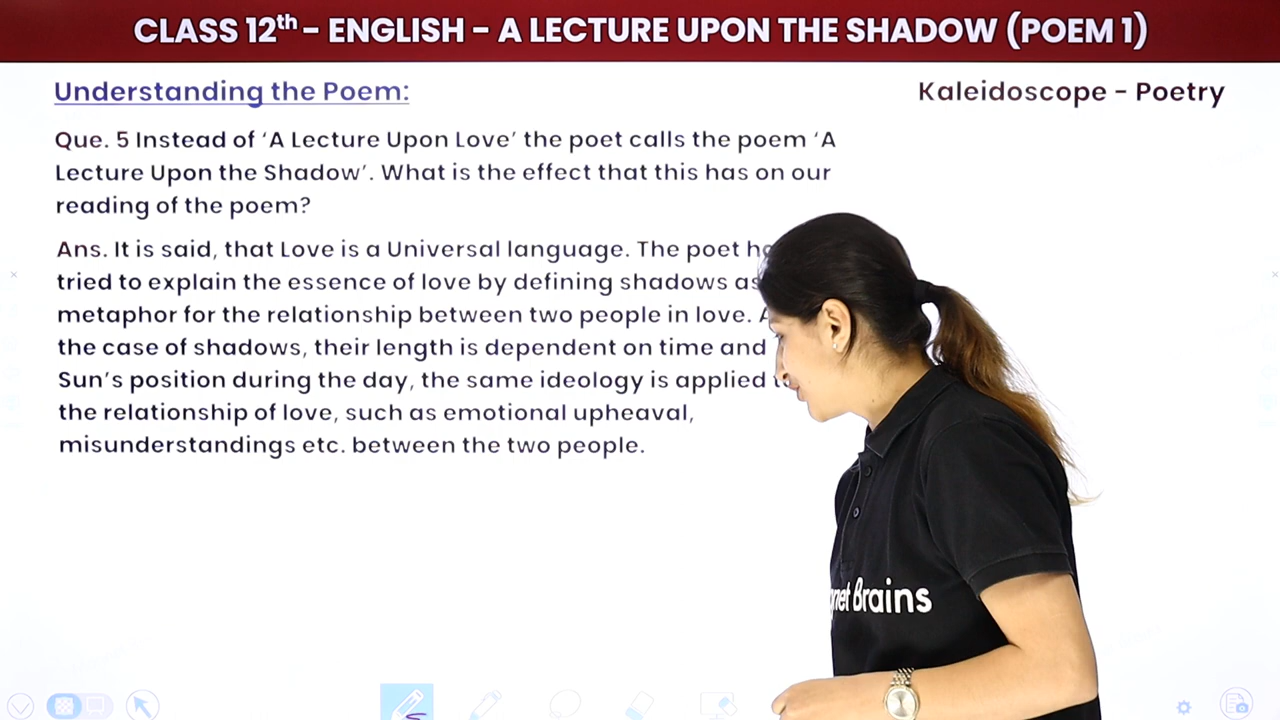 CLASS 12th - ENGLISH - A LECTURE UPON THE SHADOW (POEM 1)
Understanding the Poem:
Kaleidoscope - Poetry
Que. 5 Instead of ‘A Lecture Upon Love’ the poet calls the poem ‘A
Lecture Upon the Shadow’. What is the effect that this has on our
reading of the poem?
Ans. It is said, that Love is a Universal language. The poet
tried to explain the essence of love by defining shadows as
metaphor for the relationship between two people in love.
the case of shadows, their length is dependent on time and
Sun’s position during the day, the same ideology is applied
the relationship of love, such as emotional upheaval,
misunderstandings etc. between the two people.
Brains